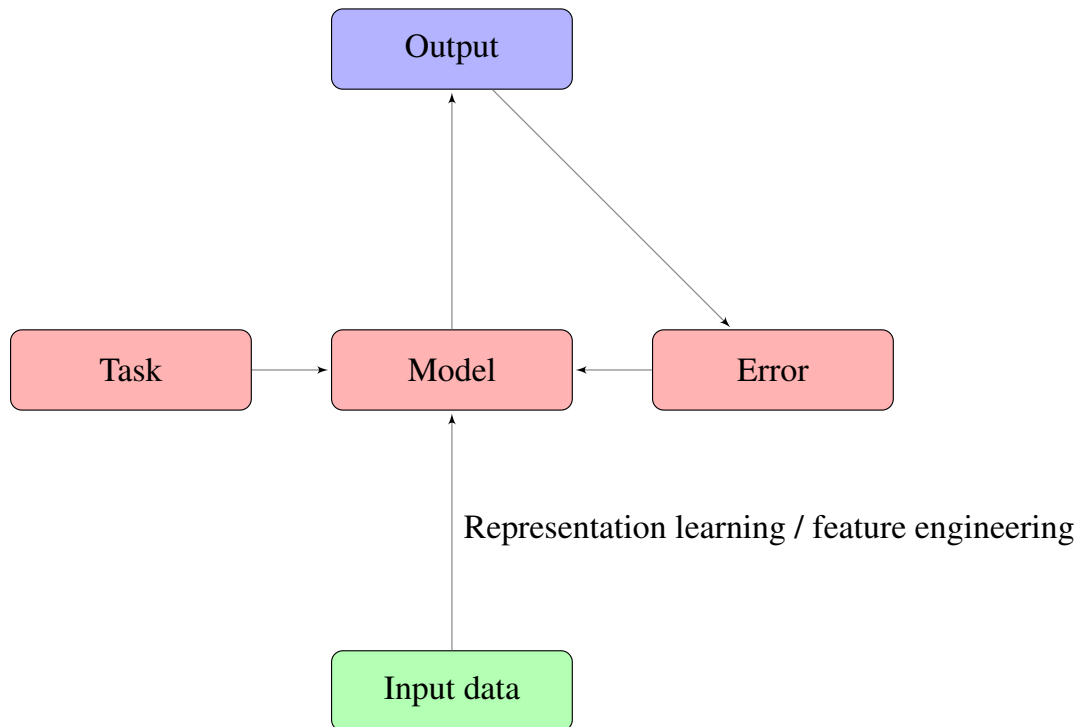 Output
Task
Model
Error
Representation learning / feature engineering
Input data